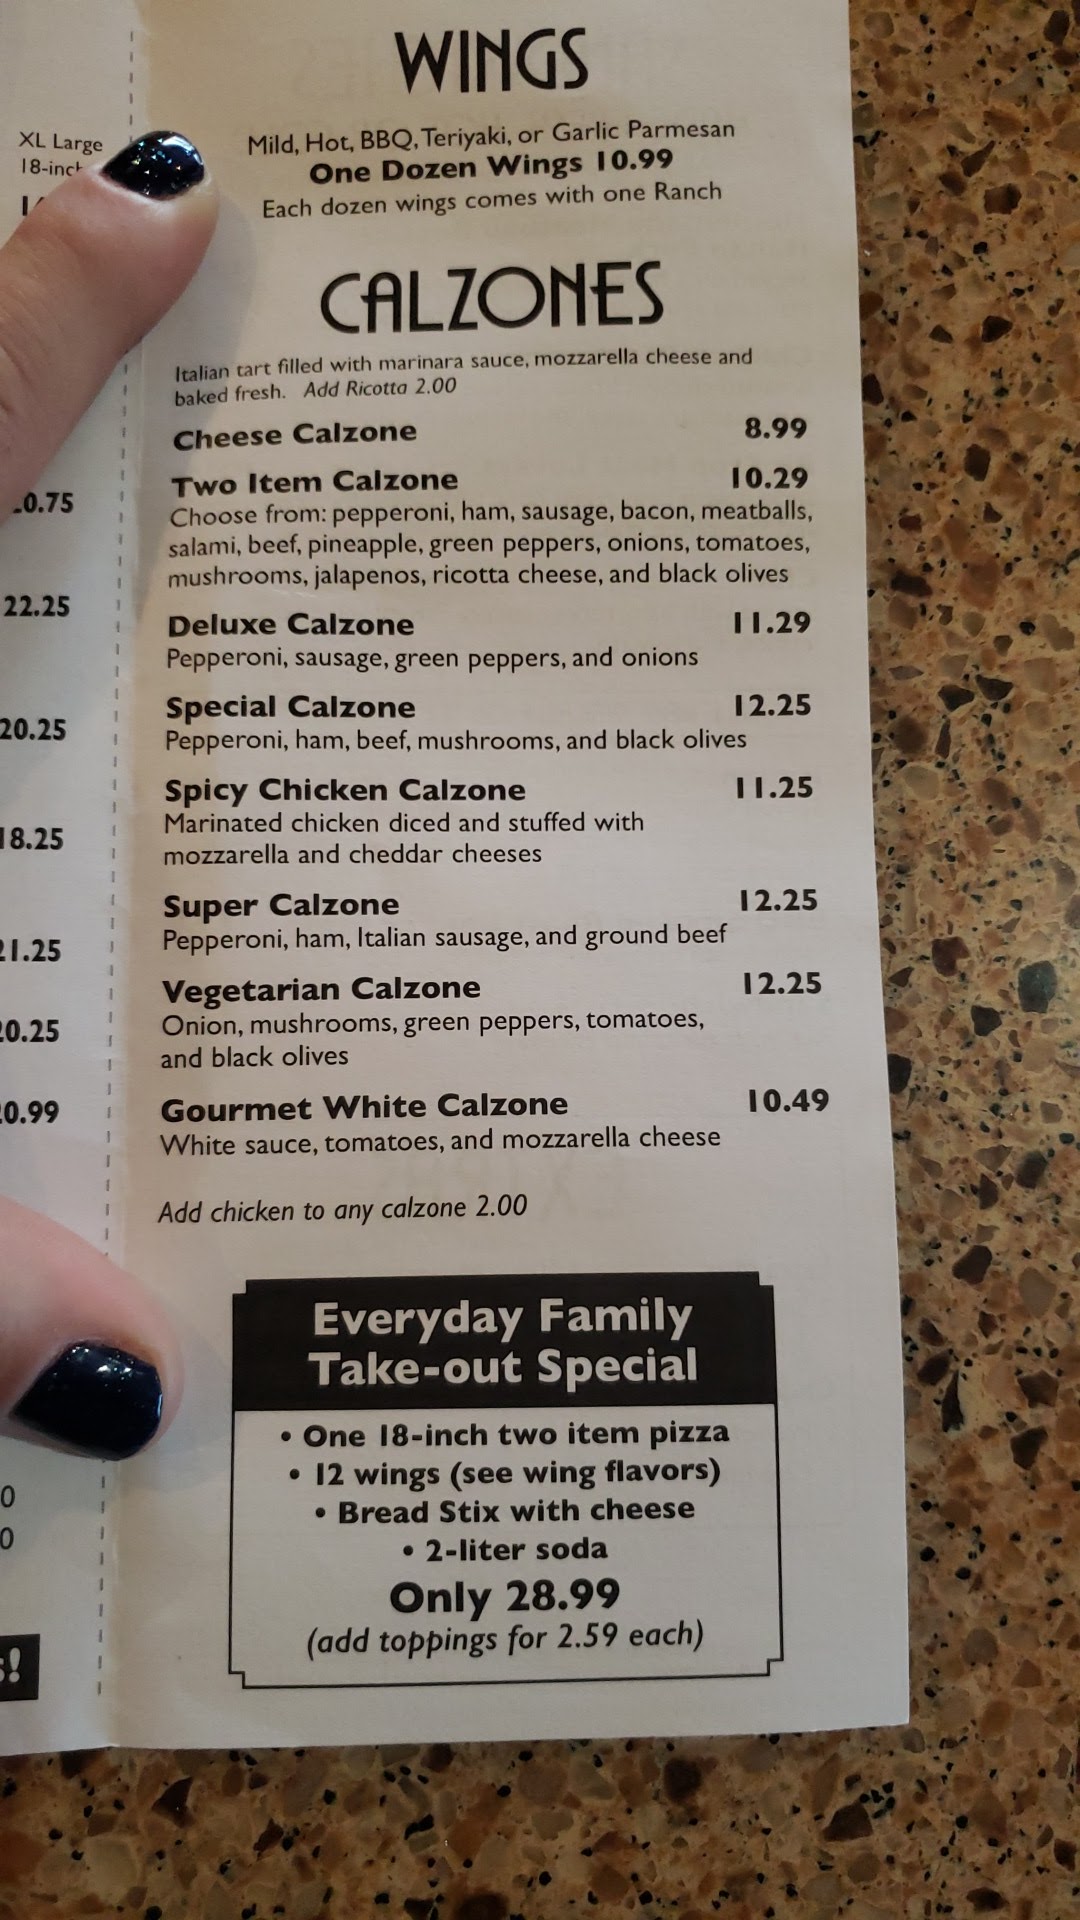 XL Large
18-inch
22.25
20.25
18.25
WINGS
Mild, Hot, BBQ, Teriyaki, or Garlic Parmesan
One Dozen Wings 10.99
Each dozen wings comes with one Ranch
CALZONES
Italian tart filled with marinara sauce, mozzarella cheese and
baked fresh. Add Ricotta 2.00
Cheese Calzone 8.99
Two Item Calzone 10.29
Choose from: pepperoni, ham, sausage, bacon, meatballs,
salami, beef, pineapple, green peppers, onions, tomatoes,
mushrooms, jalapenos, ricotta cheese, and black olives
Deluxe Calzone 11.29
Pepperoni, sausage, green peppers, and onions
Special Calzone 12.25
Pepperoni, ham, beef, mushrooms, and black olives
Spicy Chicken Calzone 11.25
Marinated chicken diced and stuffed with
mozzarella and cheddar cheeses
Super Calzone 12.25
Pepperoni, ham, Italian sausage, and ground beef
Vegetarian Calzone 12.25
Onion, mushrooms, green peppers, tomatoes,
and black olives
Gourmet White Calzone 10.49
White sauce, tomatoes, and mozzarella cheese
Add chicken to any calzone 2.00
Everyday Family
Take-out Special
• One 18-inch two item pizza
• 12 wings (see wing flavors)
• Bread Stix with cheese
• 2-liter soda
Only 28.99
(add toppings for 2.59 each)